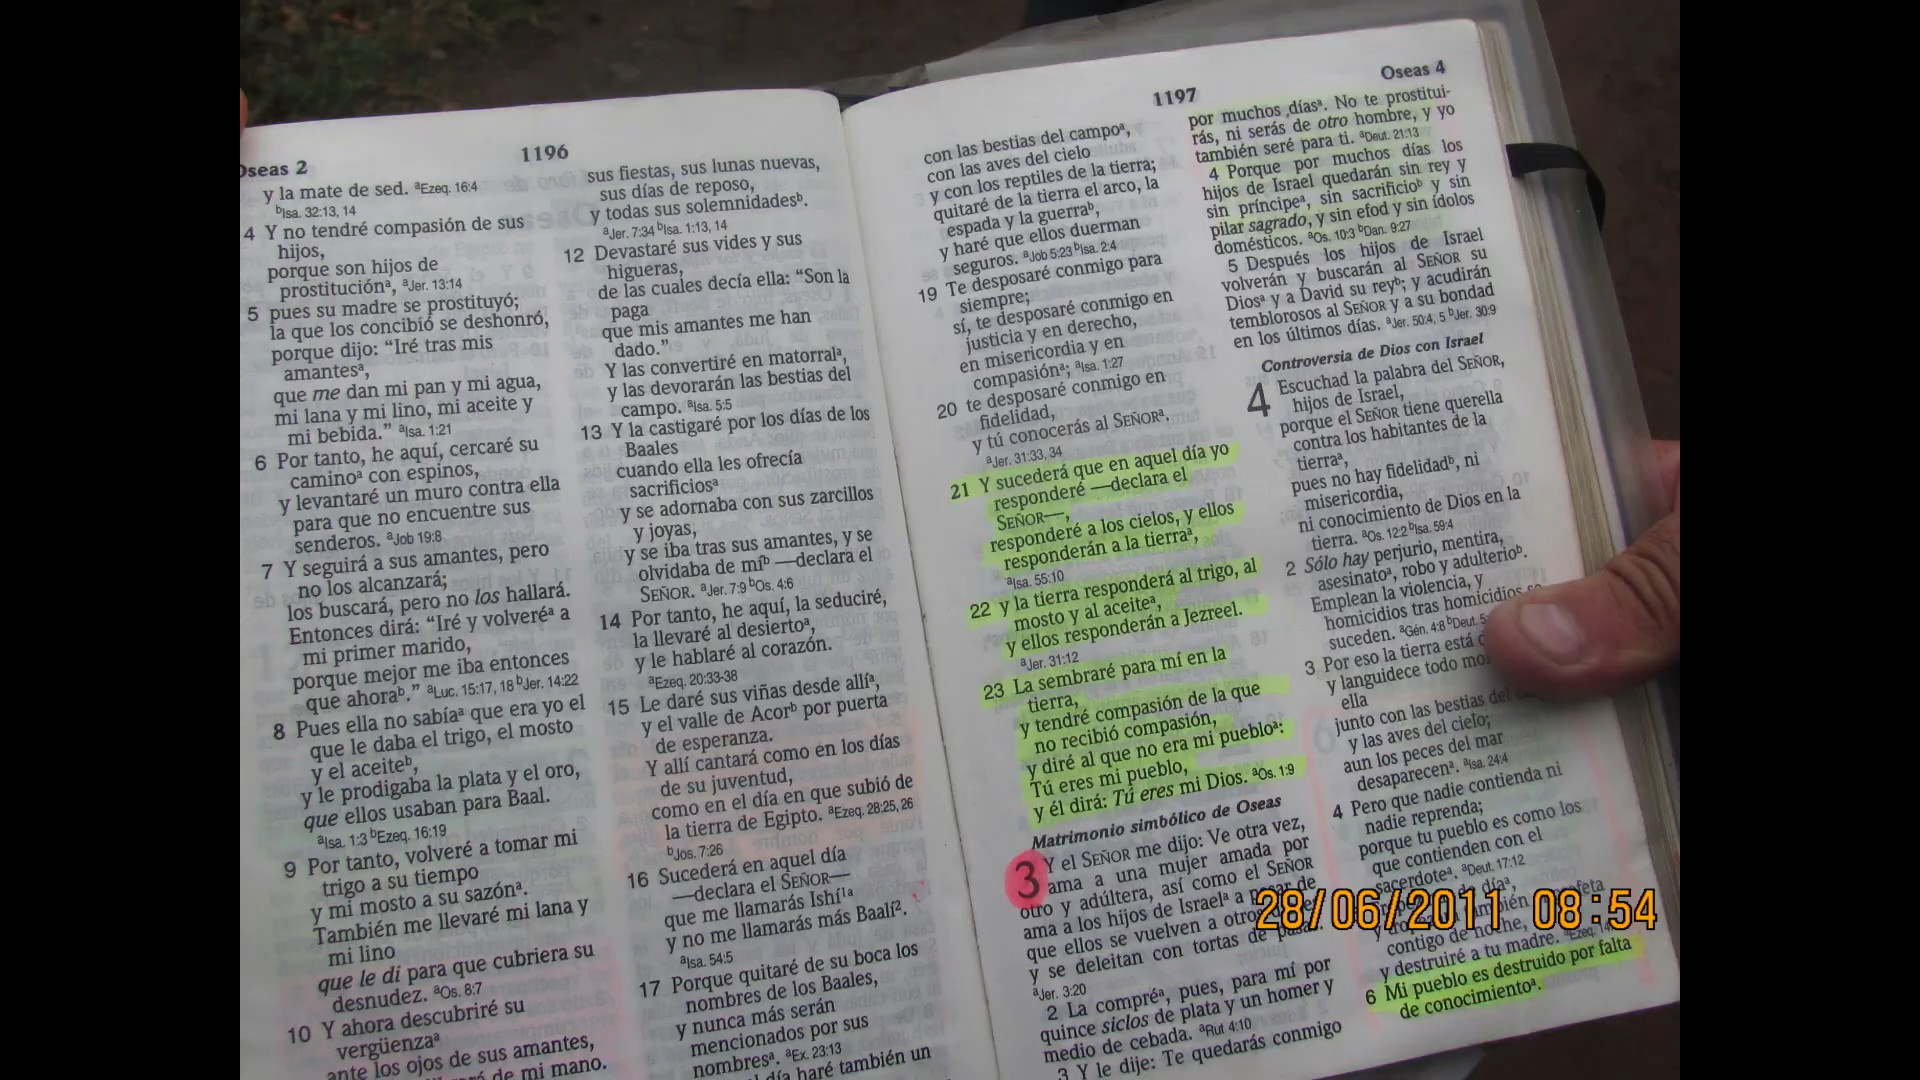 Oseas 2
1196
y la mate de sed. ªEzeq. 16:4
ᵇIsa. 32:13, 14
4 Y no tendré compasión de sus
hijos,
porque son hijos de
prostituciónª, ªJer. 13:14
5 pues su madre se prostituyó;
la que los concibió se deshonró,
porque dijo: “Iré tras mis
amantesª,
que me dan mi pan y mi agua,
mi lana y mi lino, mi aceite y
mi bebida.” ªIsa. 1:21
6 Por tanto, he aquí, cercaré su
caminoª con espinos,
y levantaré un muro contra ella
para que no encuentre sus
senderos. ªJob 19:8
7 Y seguirá a sus amantes, pero
no los alcanzará;
los buscará, pero no los hallará.
Entonces dirá: “Iré y volveréª a
mi primer marido,
porque mejor me iba entonces
que ahoraᵇ.” ªLuc. 15:17, 18 ᵇJer. 14:22
8 Pues ella no sabíaª que era yo el
que le daba el trigo, el mosto
y el aceiteᵇ,
y le prodigaba la plata y el oro,
que ellos usaban para Baal.
ªIsa. 1:3 ᵇEzeq. 16:19
9 Por tanto, volveré a tomar mi
trigo a su tiempo
y mi mosto a su sazónª.
También me llevaré mi lana y
mi lino
que le di para que cubriera su
desnudez. ªOs. 8:7
10 Y ahora descubriré su
vergüenzaª
ante los ojos de sus amantes,
de mi mano.
sus fiestas, sus lunas nuevas,
sus días de reposo,
y todas sus solemnidadesᵇ.
ªJer. 7:34 ᵇIsa. 1:13, 14
12 Devastaré sus vides y sus
higueras,
de las cuales decía ella: “Son la
paga
que mis amantes me han
dado.”
Y las convertiré en matorralª,
y las devorarán las bestias del
campo. ªIsa. 5:5
13 Y la castigaré por los días de los
Baales
cuando ella les ofrecía
sacrificiosª
y se adornaba con sus zarcillos
y joyas,
y se iba tras sus amantes, y se
olvidaba de míᵇ —declara el
SEÑOR. ªJer. 7:9 ᵇOs. 4:6
14 Por tanto, he aquí, la seduciré,
la llevaré al desiertoª,
y le hablaré al corazón.
ªEzeq. 20:33-38
15 Le daré sus viñas desde allíª,
y el valle de Acorᵇ por puerta
de esperanza.
Y allí cantará como en los días
de su juventud,
como en el día en que subió de
la tierra de Egipto. ªEzeq. 28:25, 26
ᵇJos. 7:26
16 Sucederá en aquel día
—declara el SEÑOR—
que me llamarás Ishí¹ª
y no me llamarás más Baalí².
ªIsa. 54:5
17 Porque quitaré de su boca los
nombres de los Baales,
y nunca más serán
mencionados por sus
nombresª. ªEx. 23:13
día haré también un
1197
Oseas 4
con las bestias del campoª,
con las aves del cielo
y con los reptiles de la tierra;
quitaré de la tierra el arco, la
espada y la guerraᵇ,
y haré que ellos duerman
seguros. ªJob 5:23 ᵇIsa. 2:4
19 Te desposaré conmigo para
siempre;
sí, te desposaré conmigo en
justicia y en derecho,
en misericordia y en
compasiónª; ªIsa. 1:27
20 te desposaré conmigo en
fidelidad,
y tú conocerás al SEÑORª.
ªJer. 31:33, 34
21 Y sucederá que en aquel día yo
responderé —declara el
SEÑOR—,
responderé a los cielos, y ellos
responderán a la tierraª,
ªIsa. 55:10
22 y la tierra responderá al trigo, al
mosto y al aceiteª,
y ellos responderán a Jezreel.
ªJer. 31:12
23 La sembraré para mí en la
tierra,
y tendré compasión de la que
no recibió compasión,
y diré al que no era mi puebloª:
Tú eres mi pueblo,
y él dirá: Tú eres mi Dios. ªOs. 1:9
Matrimonio simbólico de Oseas
3 Y el SEÑOR me dijo: Ve otra vez,
ama a una mujer amada por
otro y adúltera, así como el SEÑOR
ama a los hijos de Israelª a pesar de
que ellos se vuelven a otros
y se deleitan con tortas de pasas.
ªJer. 3:20
2 La compréª, pues, para mí por
quince siclos de plata y un homer y
medio de cebada. ªRut 4:10
3 Y le dije: Te quedarás conmigo
por muchos díasª. No te prostitui-
rás, ni serás de otro hombre, y yo
también seré para ti. ªDeut. 21:13
4 Porque por muchos días los
hijos de Israel quedarán sin rey y
sin príncipeª, sin sacrificioᵇ y sin
pilar sagrado, y sin efod y sin ídolos
domésticos. ªOs. 10:3 ᵇDan. 9:27
5 Después los hijos de Israel
volverán y buscarán al SEÑOR su
Diosª y a David su reyᵇ; y acudirán
temblorosos al SEÑOR y a su bondad
en los últimos días. ªJer. 50:4, 5 ᵇJer. 30:9
Controversia de Dios con Israel
4 Escuchad la palabra del SEÑOR,
hijos de Israel,
porque el SEÑOR tiene querella
contra los habitantes de la
tierraª,
pues no hay fidelidadᵇ, ni
misericordia,
ni conocimiento de Dios en la
tierra. ªOs. 12:2 ᵇIsa. 59:4
2 Sólo hay perjurio, mentira,
asesinatoª, robo y adulterioᵇ.
Emplean la violencia, y
homicidios tras homicidios se
suceden. ªGén. 4:8 ᵇDeut. 5:
3 Por eso la tierra está
y languidece todo
ella
junto con las bestias del
y las aves del cielo;
aun los peces del mar
desaparecenª. ªIsa. 24:4
4 Pero que nadie contienda ni
nadie reprenda;
porque tu pueblo es como los
que contienden con el
sacerdoteª. ªDeut. 17:12
de díaª,
también
contigo de noche,
y destruiré a tu madre. ªEzeq.
6 Mi pueblo es destruido por falta
de conocimientoª.
28/06/2011 08:54